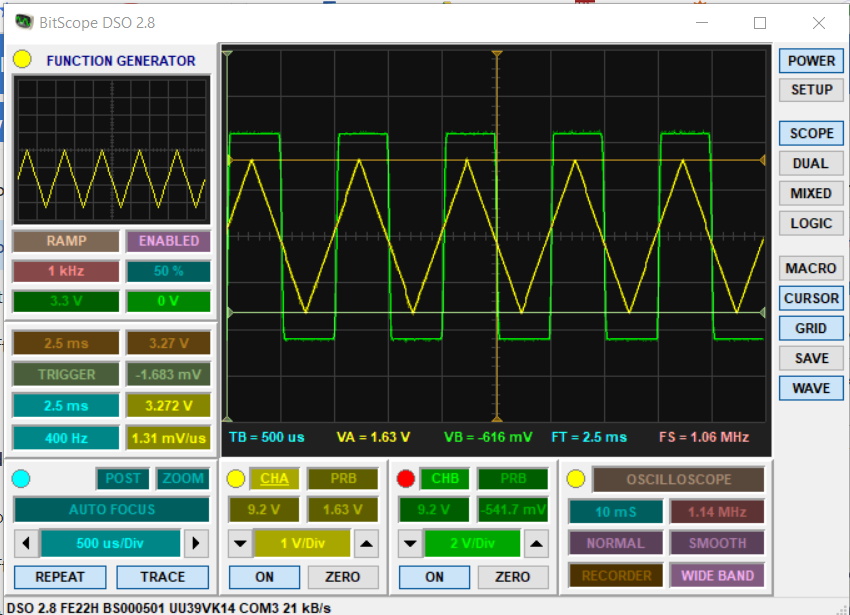 BitScope DSO 2.8
FUNCTION GENERATOR
RAMP ENABLED
1 kHz 50 %
3.3 V 0 V
2.5 ms 3.27 V
TRIGGER -1.683 mV
2.5 ms 3.272 V
400 Hz 1.31 mV/us
TB = 500 us VA = 1.63 V VB = -616 mV FT = 2.5 ms FS = 1.06 MHz
POWER
SETUP
SCOPE
DUAL
MIXED
LOGIC
MACRO
CURSOR
GRID
SAVE
WAVE
POST ZOOM
AUTO FOCUS
500 us/Div
REPEAT TRACE
CHA PRB
9.2 V 1.63 V
1 V/Div
ON ZERO
CHB PRB
9.2 V -541.7 mV
2 V/Div
ON ZERO
OSCILLOSCOPE
10 mS 1.14 MHz
NORMAL SMOOTH
RECORDER WIDE BAND
DSO 2.8 FE22H BS000501 UU39VK14 COM3 21 kB/s